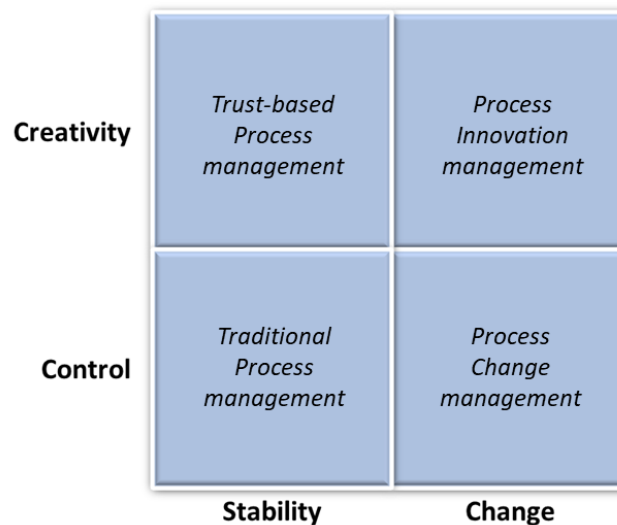 Creativity
Trust-based
Process
management
Process
Innovation
management
Control
Traditional
Process
management
Process
Change
management
Stability
Change